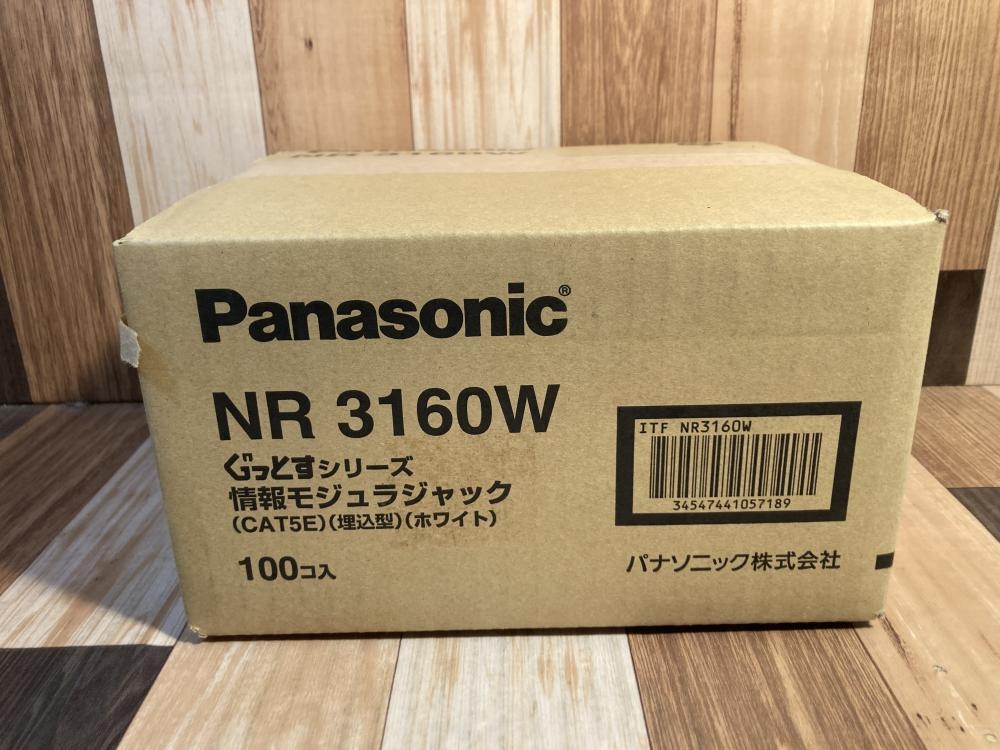 NR 3160W
Panasonic®
NR 3160W
ぐっとすシリーズ
情報モジュラジャック
(CAT5E)(埋込型)(ホワイト)
100コ入
ITF NR3160W
34547441057189
パナソニック株式会社